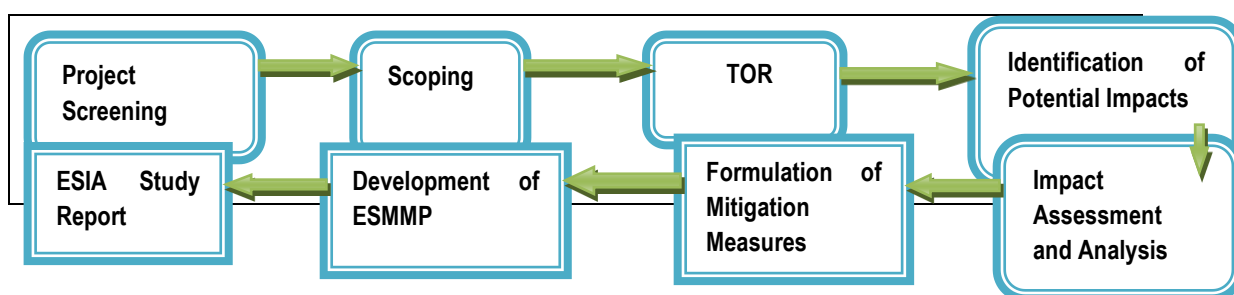 Project
Screening
Scoping
TOR
Identification of
Potential Impacts
Impact
Assessment
and Analysis
Formulation of
Mitigation
Measures
Development of
ESMMP
ESIA Study
Report